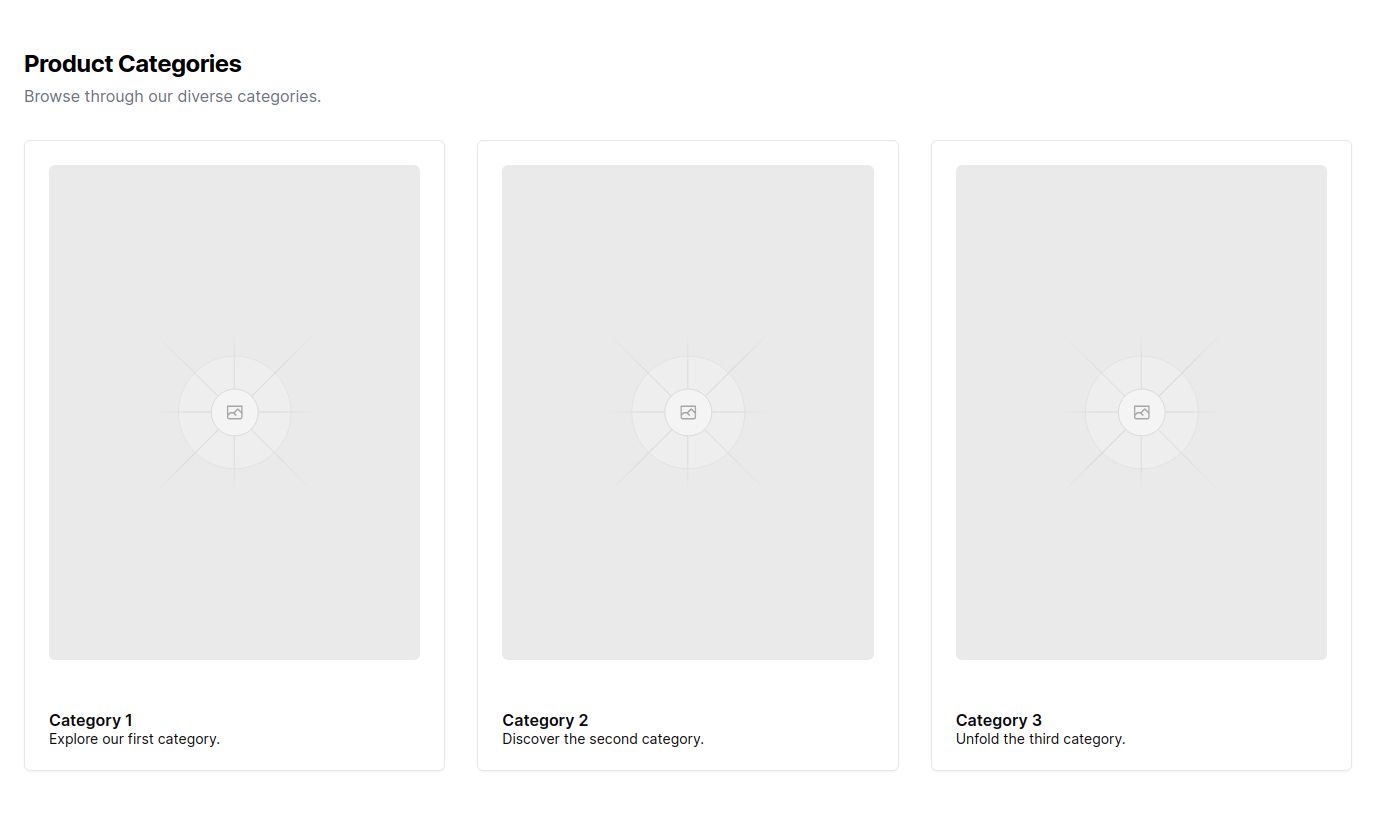 Product Categories
Browse through our diverse categories.
Category 1
Explore our first category.
Category 2
Discover the second category.
Category 3
Unfold the third category.